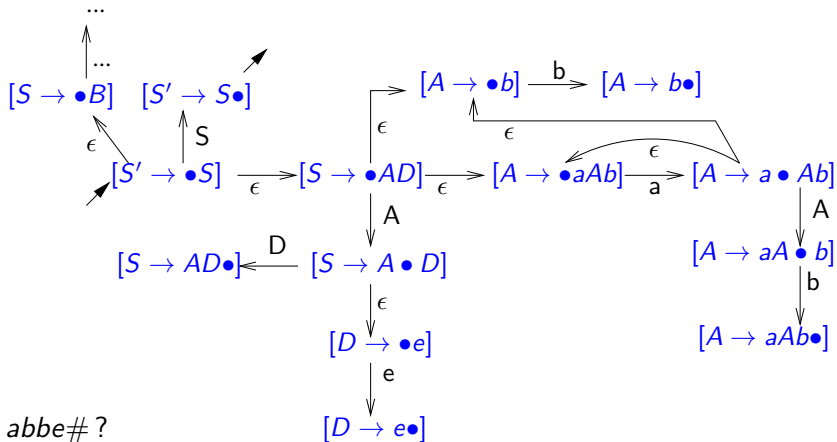 ...
...
[S → •B] [S′ → S•] [A → •b] b [A → b•]
ϵ S ϵ ϵ ϵ
[S′ → •S] ϵ [S → •AD] ϵ [A → •aAb] a [A → a • Ab]
A A
[S → AD•] D [S → A • D] [A → aA • b]
ϵ b
[D → •e] [A → aAb•]
e
abbe# ? [D → e•]